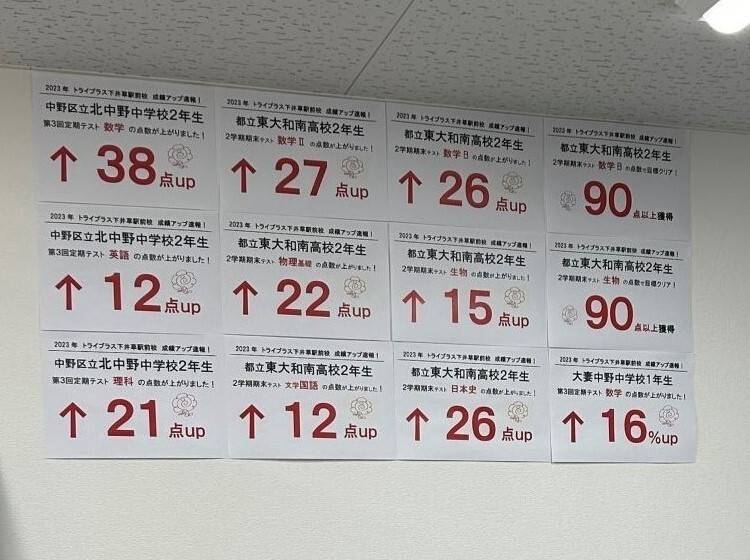 2023年 トライプラス下井草駅前校 成績アップ速報！
中野区立北中野中学校2年生
第3回定期テスト 数学 の点数が上がりました！
↑ 38点up
2023年 トライプラス下井草駅前校 成績アップ速報！
都立東大和南高校2年生
2学期期末テスト 数学Ⅱ の点数が上がりました！
↑ 27点up
2023年 トライプラス下井草駅前校 成績アップ速報！
都立東大和南高校2年生
2学期期末テスト 数学B の点数が上がりました！
↑ 26点up
2023年 トライプラス下井草駅前校 成績アップ速報！
都立東大和南高校2年生
2学期期末テスト 数学B の点数で目標クリア！
90点以上獲得
2023年 トライプラス下井草駅前校 成績アップ速報！
中野区立北中野中学校2年生
第3回定期テスト 英語 の点数が上がりました！
↑ 12点up
2023年 トライプラス下井草駅前校 成績アップ速報！
都立東大和南高校2年生
2学期期末テスト 物理基礎 の点数が上がりました！
↑ 22点up
2023年 トライプラス下井草駅前校 成績アップ速報！
都立東大和南高校2年生
2学期期末テスト 生物 の点数が上がりました！
↑ 15点up
2023年 トライプラス下井草駅前校 成績アップ速報！
都立東大和南高校2年生
2学期期末テスト 生物 の点数で目標クリア！
90点以上獲得
2023年 トライプラス下井草駅前校 成績アップ速報！
中野区立北中野中学校2年生
第3回定期テスト 理科 の点数が上がりました！
↑ 21点up
2023年 トライプラス下井草駅前校 成績アップ速報！
都立東大和南高校2年生
2学期期末テスト 文学国語 の点数が上がりました！
↑ 12点up
2023年 トライプラス下井草駅前校 成績アップ速報！
都立東大和南高校2年生
2学期期末テスト 日本史 の点数が上がりました！
↑ 26点up
2023年 トライプラス下井草駅前校 成績アップ速報！
大妻中野中学校1年生
第3回定期テスト 数学 の点数が上がりました！
↑ 16%up